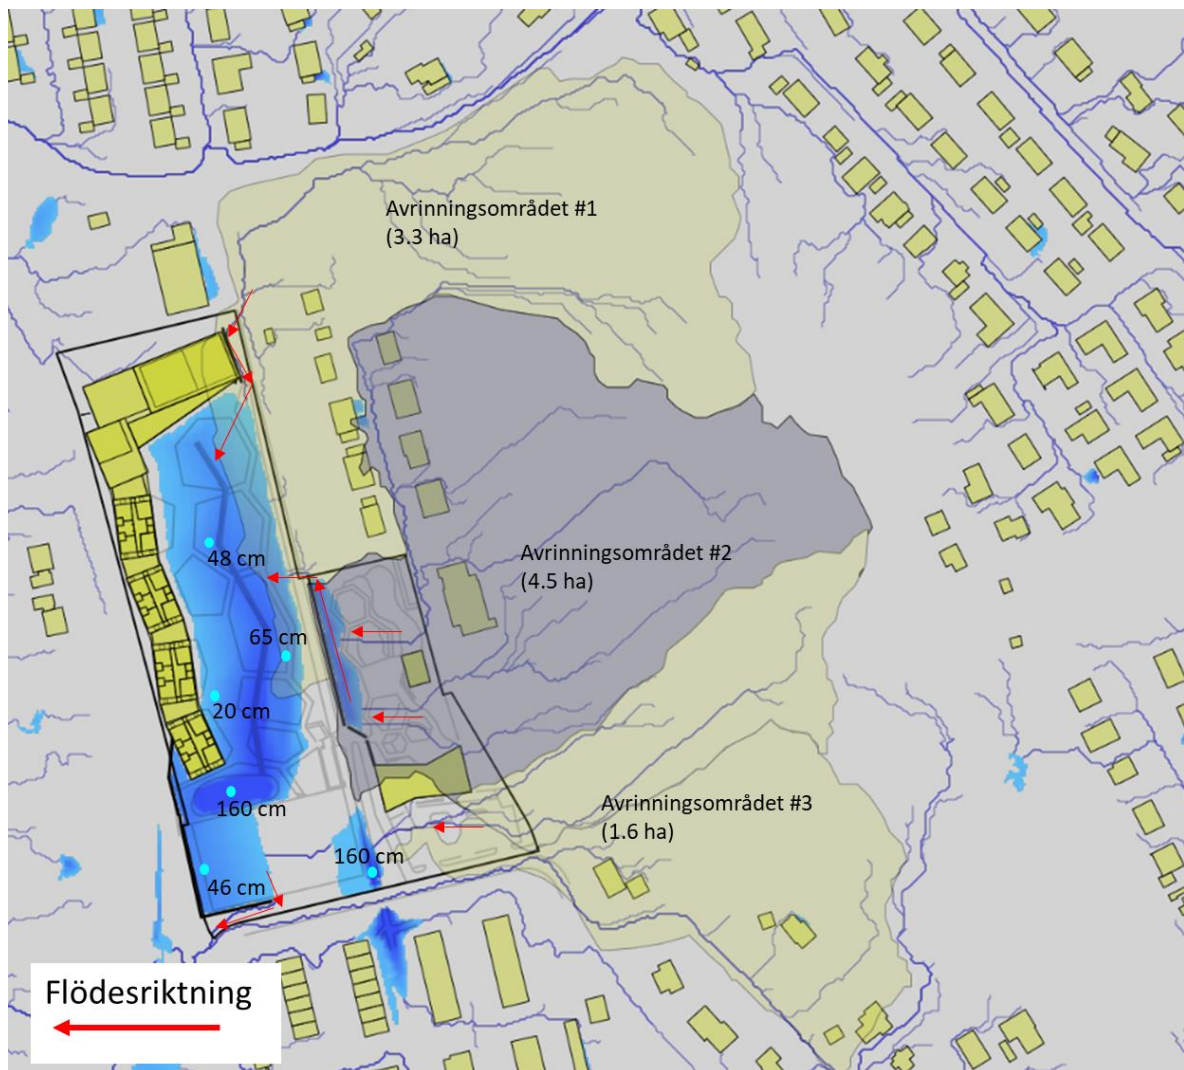 Avrinningsområdet #1
(3.3 ha)
Avrinningsområdet #2
(4.5 ha)
48 cm
65 cm
20 cm
160 cm
Avrinningsområdet #3
(1.6 ha)
160 cm
46 cm
Flödesriktning